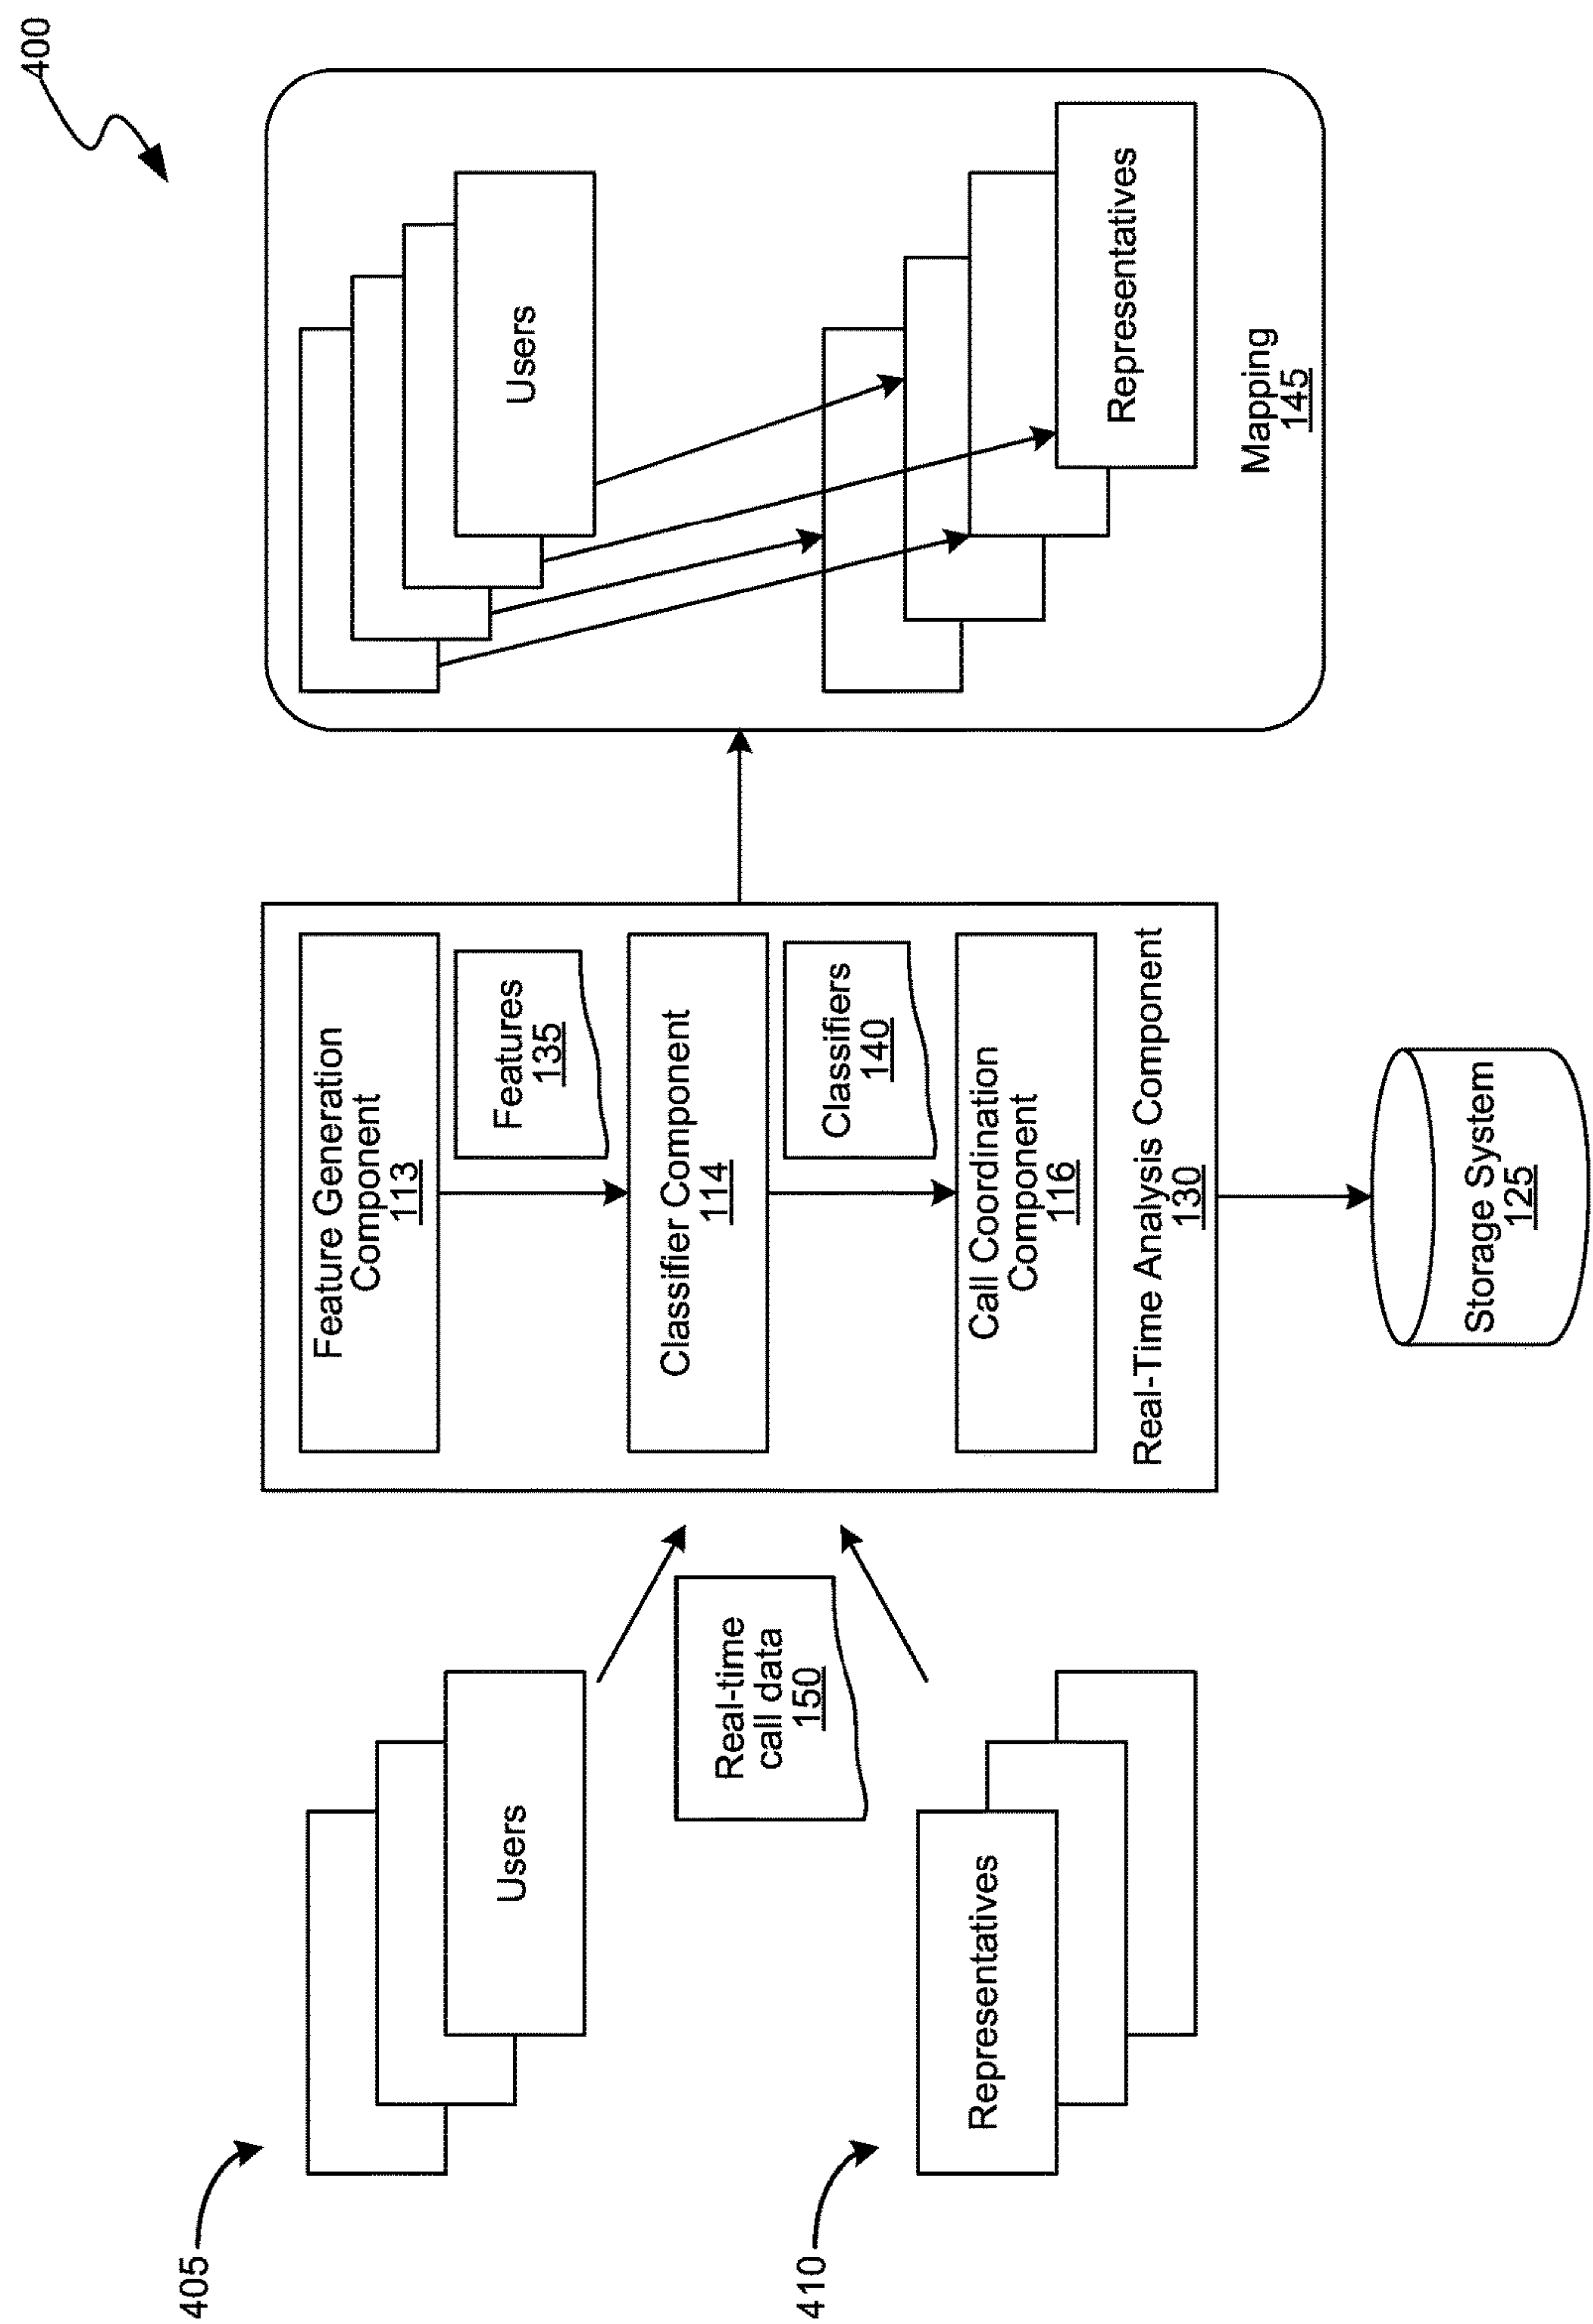 400
405
Users
410
Representatives
Real-time
call data
150
Feature Generation
Component
113
Features
135
Classifier Component
114
Classifiers
140
Call Coordination
Component
116
Real-Time Analysis Component
130
Storage System
125
Users
Representatives
Mapping
145